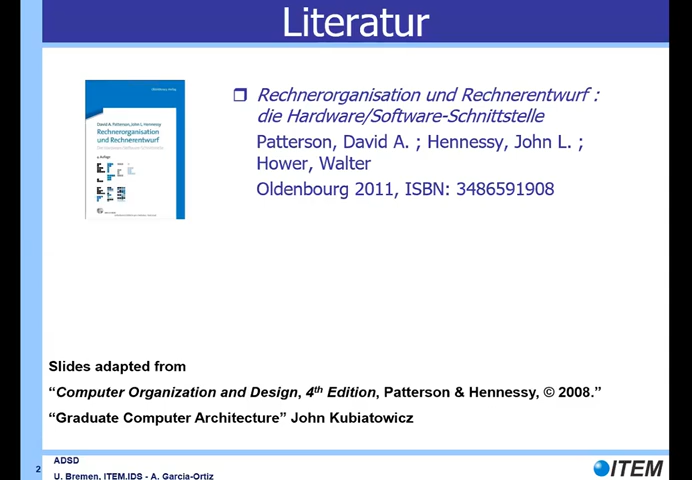 Literatur
Rechnerorganisation und Rechnerentwurf :
die Hardware/Software-Schnittstelle
Patterson, David A. ; Hennessy, John L. ;
Hower, Walter
Oldenbourg 2011, ISBN: 3486591908
David A. Patterson, John L. Hennessy
Rechnerorganisation
und Rechnerentwurf
Slides adapted from
“Computer Organization and Design, 4th Edition, Patterson & Hennessy, © 2008.”
“Graduate Computer Architecture” John Kubiatowicz
2
ADSD
U. Bremen, ITEM.IDS - A. Garcia-Ortiz
ITEM